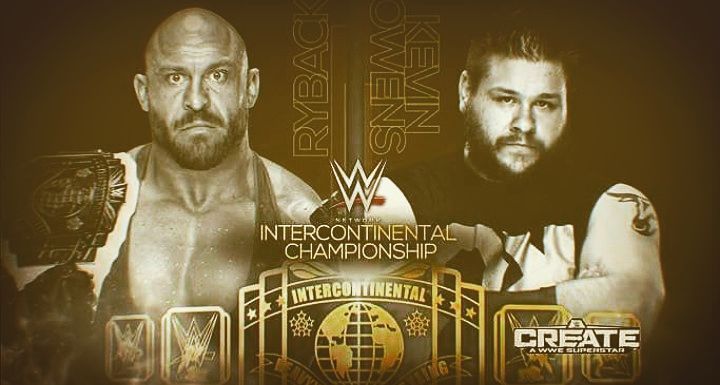 RYBACK
KEVIN
OWENS
W
NETWORK
INTERCONTINENTAL
CHAMPIONSHIP
INTERCONTINENTAL
CREATE
A WWE SUPERSTAR